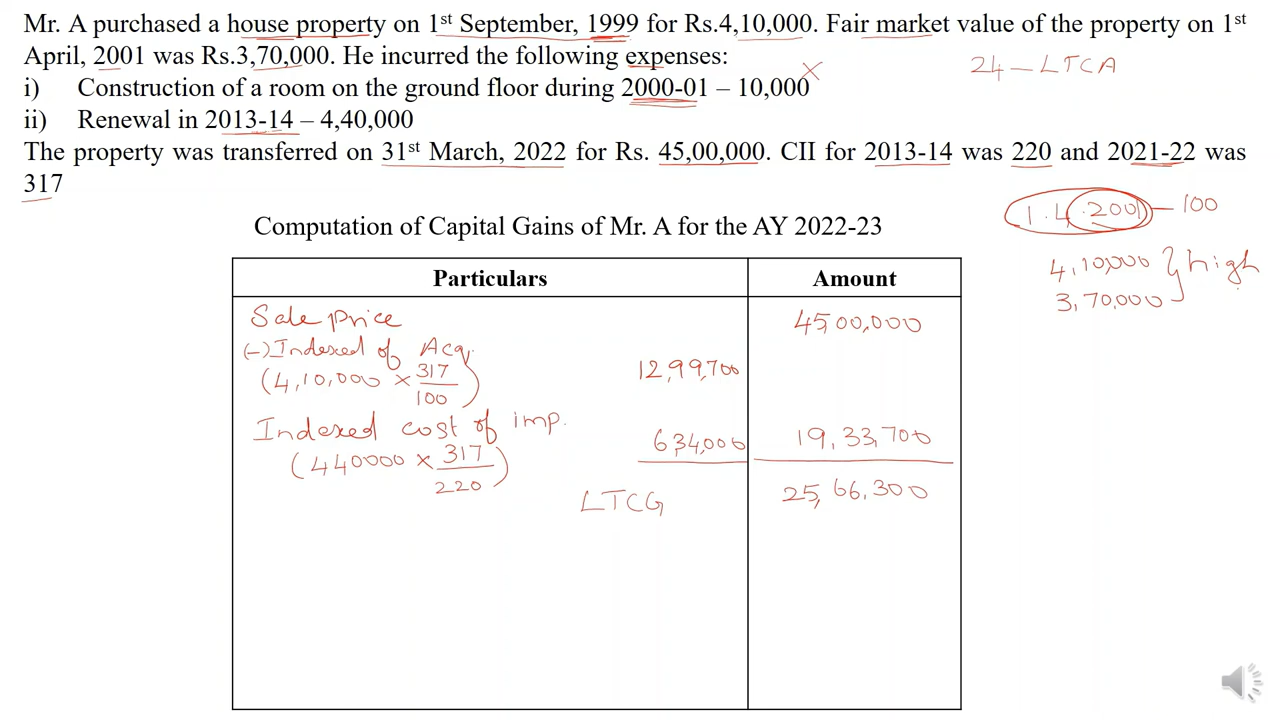 Mr. A purchased a house property on 1st September, 1999 for Rs.4,10,000. Fair market value of the property on 1st
April, 2001 was Rs.3,70,000. He incurred the following expenses:
24 – LTCA
i) Construction of a room on the ground floor during 2000-01 – 10,000 ×
ii) Renewal in 2013-14 – 4,40,000
The property was transferred on 31st March, 2022 for Rs. 45,00,000. CII for 2013-14 was 220 and 2021-22 was
317
1.4.2001 – 100
Computation of Capital Gains of Mr. A for the AY 2022-23
4,10,000 } high
3,70,000
Particulars Amount
Sale Price 45,00,000
(-) Indexed of Acq.
(4,10,000 × 317/100) 12,99,700
Indexed cost of imp. 634,000 19,33,700
(440000 × 317/220)
LTCG 25,66,300